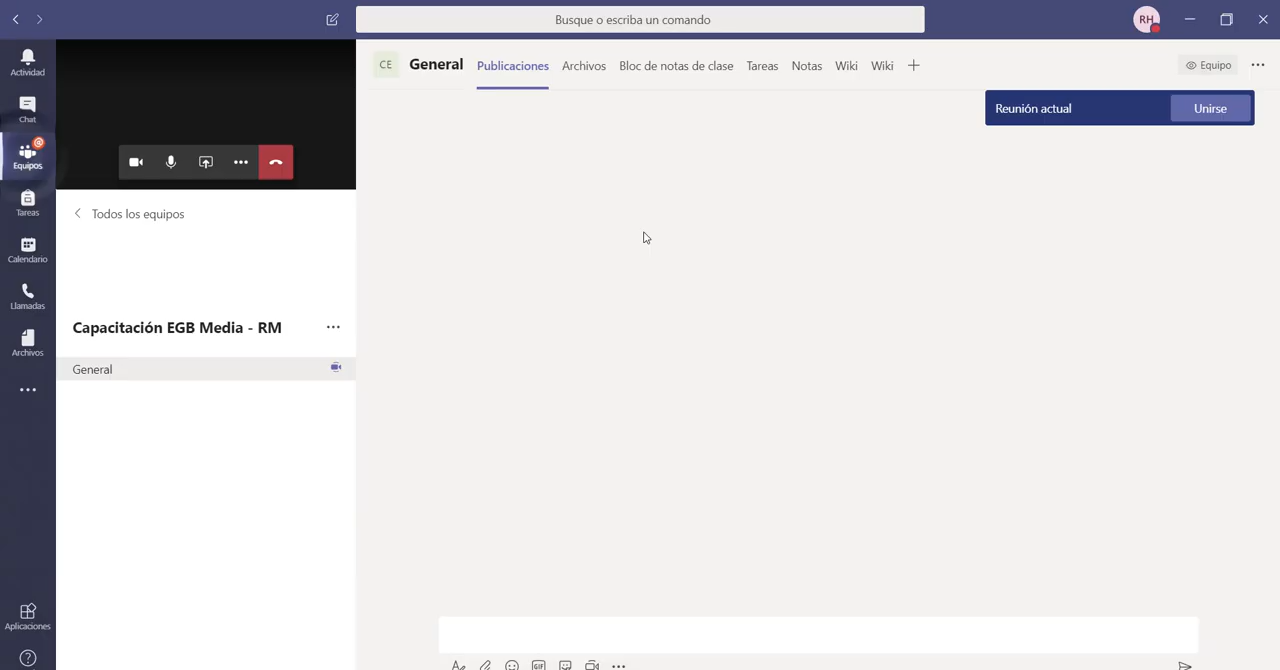 Busque o escriba un comando
RH
Actividad
Chat
Equipos
Tareas
Calendario
Llamadas
Archivos
Aplicaciones
Todos los equipos
Capacitación EGB Media - RM
General
CE
General
Publicaciones
Archivos
Bloc de notas de clase
Tareas
Notas
Wiki
Wiki
Equipo
Reunión actual
Unirse
GIF